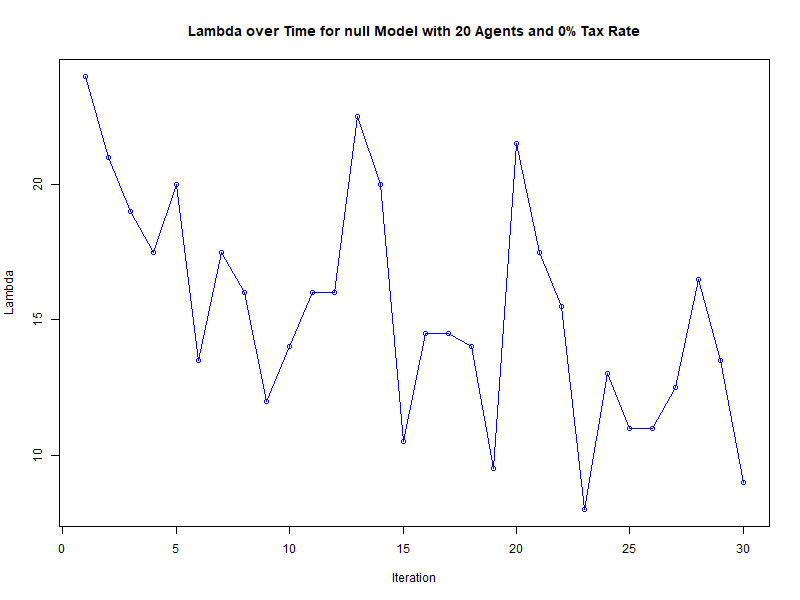 Lambda over Time for null Model with 20 Agents and 0% Tax Rate
Lambda
20
15
10
0 5 10 15 20 25 30
Iteration